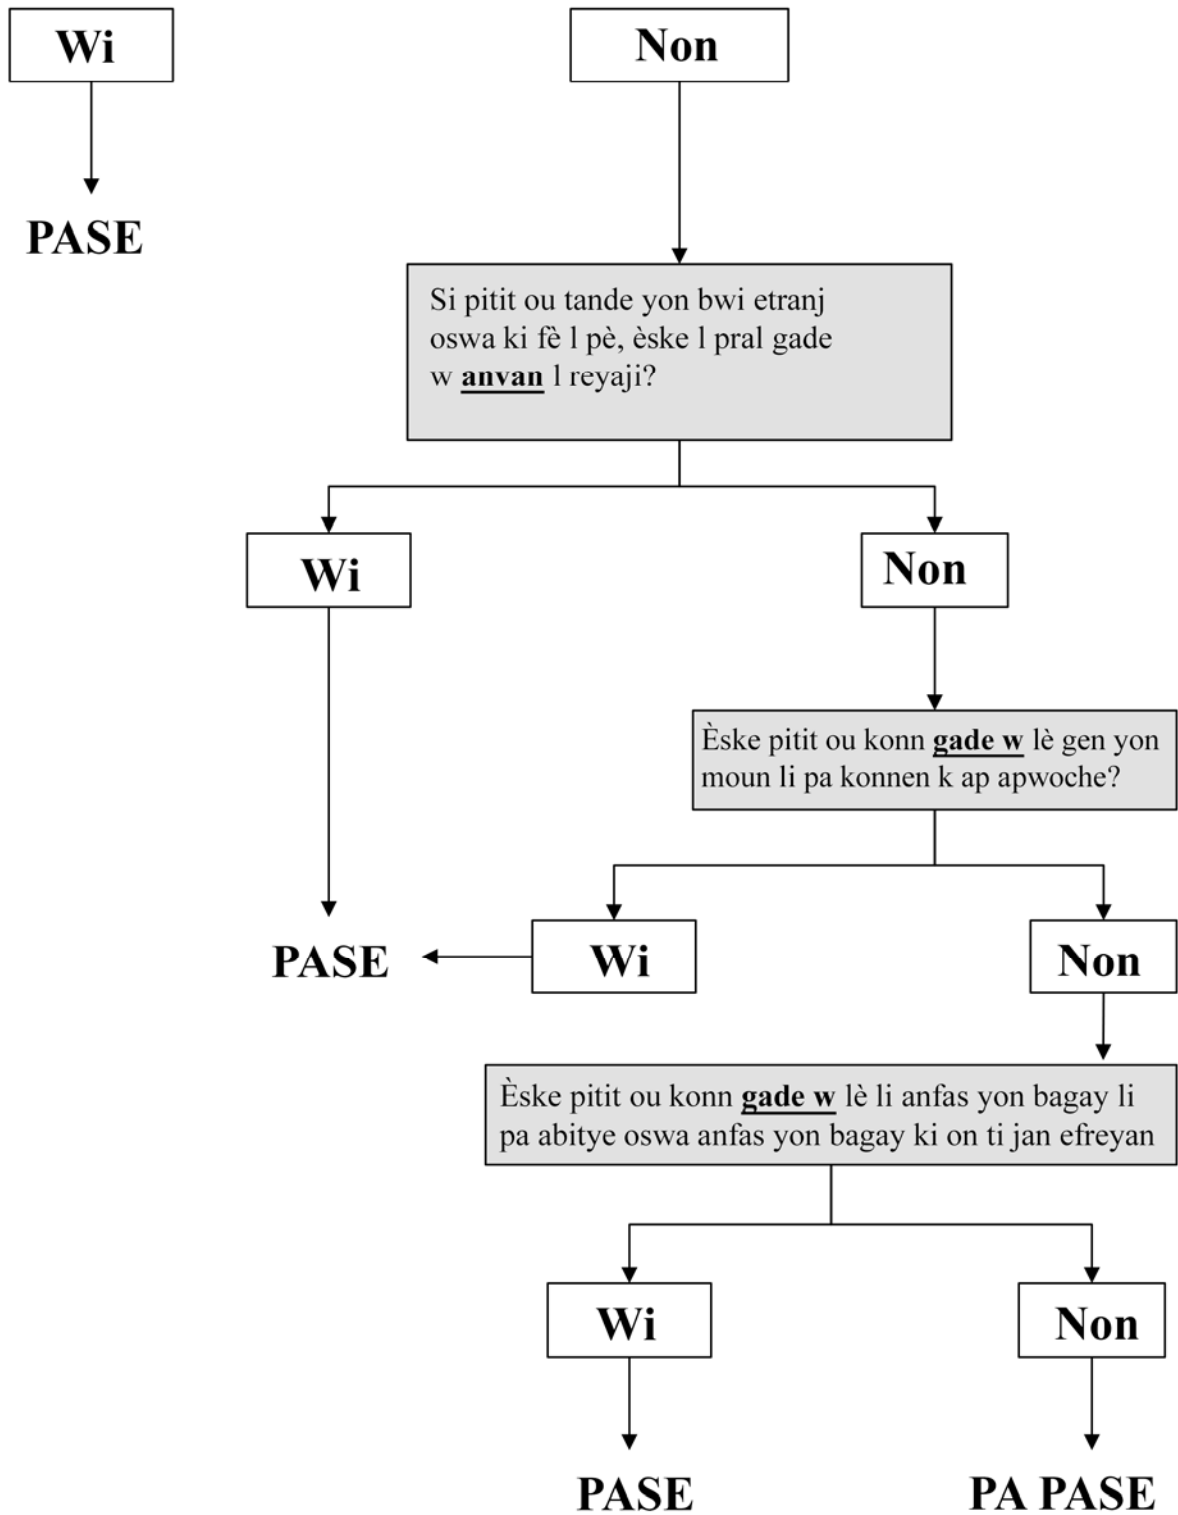 Wi
Non
PASE
Si pitit ou tande yon bwi etranj
oswa ki fè l pè, èske l pral gade
w anvan l reyaji?
Wi
Non
Èske pitit ou konn gade w lè gen yon
moun li pa konnen k ap apwoche?
PASE
Wi
Non
Èske pitit ou konn gade w lè li anfas yon bagay li
pa abitye oswa anfas yon bagay ki on ti jan efreyan
Wi
Non
PASE
PA PASE